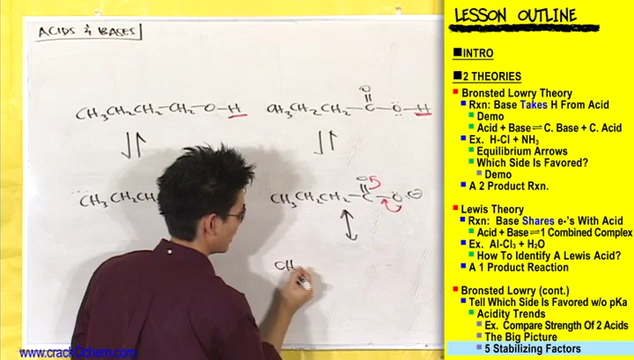 ACIDS & BASES
CH₃CH₂CH₂—CH₂—O—H
CH₃CH₂CH₂—C—O—H
O
CH₃CH₂CH₂
CH₃CH₂CH₂—C—O⊖
O
CH
www.crackOchem.com
LESSON OUTLINE
INTRO
2 THEORIES
Bronsted Lowry Theory
Rxn: Base Takes H From Acid
Demo
Acid + Base ⇌ C. Base + C. Acid
Ex. H-Cl + NH3
Equilibrium Arrows
Which Side Is Favored?
Demo
A 2 Product Rxn.
Lewis Theory
Rxn: Base Shares e-'s With Acid
Acid + Base ⇌ 1 Combined Complex
Ex. Al-Cl3 + H2O
How To Identify A Lewis Acid?
A 1 Product Reaction
Bronsted Lowry (cont.)
Tell Which Side Is Favored w/o pKa
Acidity Trends
Ex. Compare Strength Of 2 Acids
The Big Picture
5 Stabilizing Factors